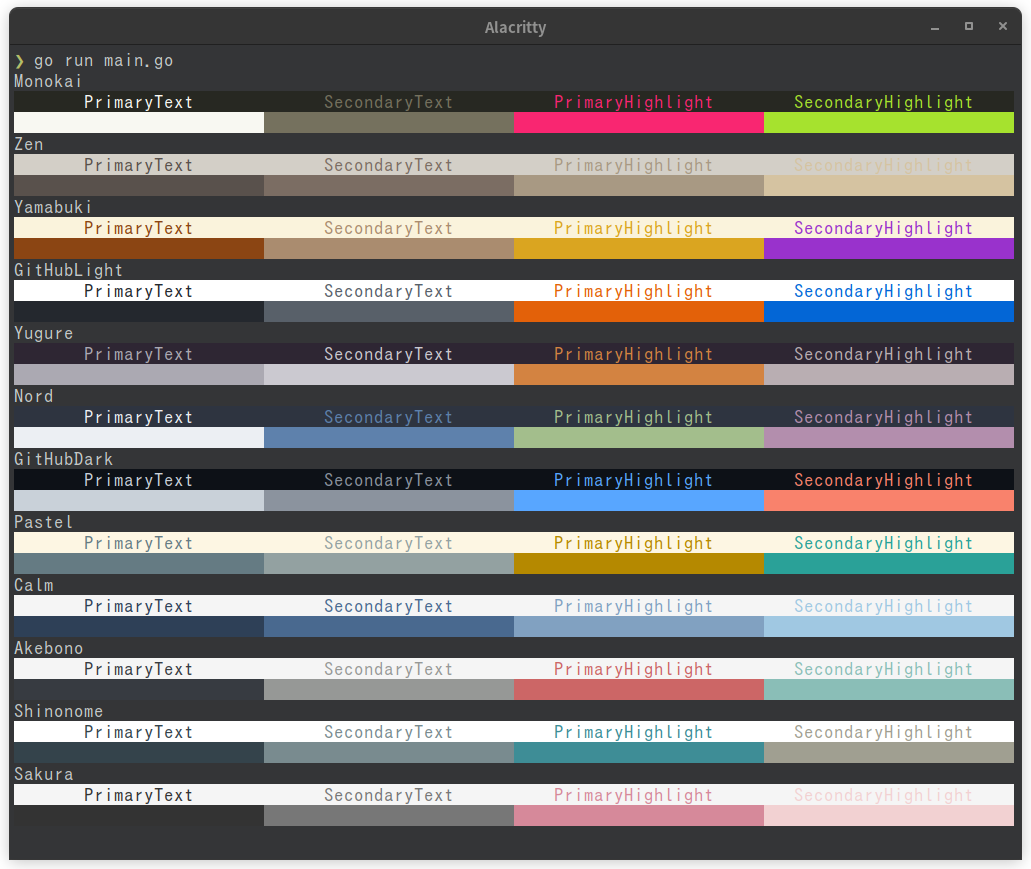 Alacritty
❯ go run main.go
Monokai
PrimaryText SecondaryText PrimaryHighlight SecondaryHighlight
Zen
PrimaryText SecondaryText PrimaryHighlight SecondaryHighlight
Yamabuki
PrimaryText SecondaryText PrimaryHighlight SecondaryHighlight
GitHubLight
PrimaryText SecondaryText PrimaryHighlight SecondaryHighlight
Yugure
PrimaryText SecondaryText PrimaryHighlight SecondaryHighlight
Nord
PrimaryText SecondaryText PrimaryHighlight SecondaryHighlight
GitHubDark
PrimaryText SecondaryText PrimaryHighlight SecondaryHighlight
Pastel
PrimaryText SecondaryText PrimaryHighlight SecondaryHighlight
Calm
PrimaryText SecondaryText PrimaryHighlight SecondaryHighlight
Akebono
PrimaryText SecondaryText PrimaryHighlight SecondaryHighlight
Shinonome
PrimaryText SecondaryText PrimaryHighlight SecondaryHighlight
Sakura
PrimaryText SecondaryText PrimaryHighlight SecondaryHighlight